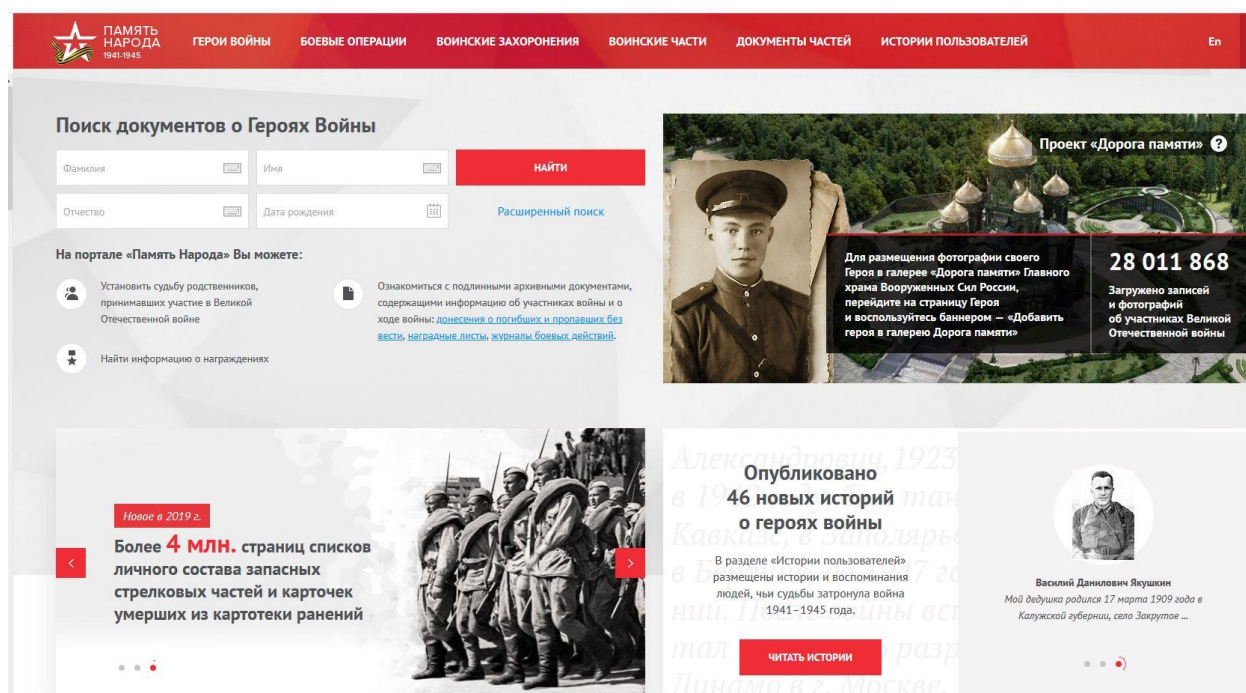 ПАМЯТЬ
НАРОДА
1941-1945
ГЕРОИ ВОЙНЫ
БОЕВЫЕ ОПЕРАЦИИ
ВОИНСКИЕ ЗАХОРОНЕНИЯ
ВОИНСКИЕ ЧАСТИ
ДОКУМЕНТЫ ЧАСТЕЙ
ИСТОРИИ ПОЛЬЗОВАТЕЛЕЙ
En
Поиск документов о Героях Войны
Фамилия
Имя
НАЙТИ
Отчество
Дата рождения
Расширенный поиск
На портале «Память Народа» Вы можете:
Установить судьбу родственников,
принимавших участие в Великой
Отечественной войне
Найти информацию о награждениях
Ознакомиться с подлинными архивными документами,
содержащими информацию об участниках войны и о
ходе войны: донесения о погибших и пропавших без
вести, наградные листы, журналы боевых действий.
Проект «Дорога памяти» ?
Для размещения фотографии своего
Героя в галерее «Дорога памяти» Главного
храма Вооруженных Сил России,
перейдите на страницу Героя
и воспользуйтесь баннером — «Добавить
героя в галерею Дорога памяти»
28 011 868
Загружено записей
и фотографий
об участниках Великой
Отечественной войны
Новое в 2019 г.
Более 4 млн. страниц списков
личного состава запасных
стрелковых частей и карточек
умерших из картотеки ранений
Опубликовано
46 новых историй
о героях войны
В разделе «Истории пользователей»
размещены истории и воспоминания
людей, чьи судьбы затронула война
1941–1945 года.
ЧИТАТЬ ИСТОРИИ
Александрович, 1923
Кавказе, в Заполярье
Динамо в г. Москве.
Василий Данилович Якушкин
Мой дедушка родился 17 марта 1909 года в
Калужской губернии, село Закрутое ...